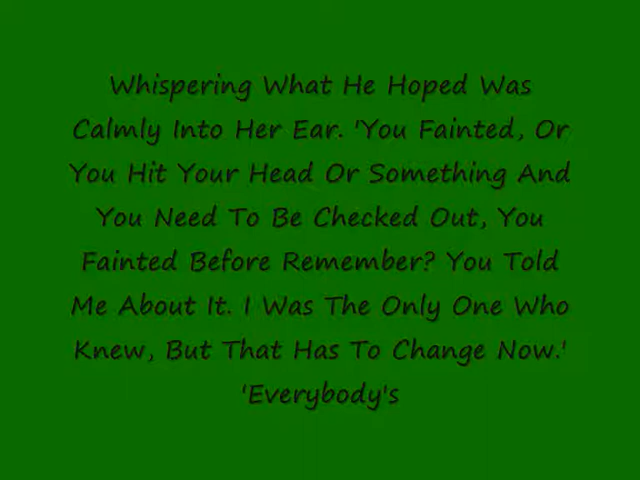 Whispering What He Hoped Was
Calmly Into Her Ear. 'You Fainted, Or
You Hit Your Head Or Something And
You Need To Be Checked Out, You
Fainted Before Remember? You Told
Me About It. I Was The Only One Who
Knew, But That Has To Change Now.'
'Everybody's